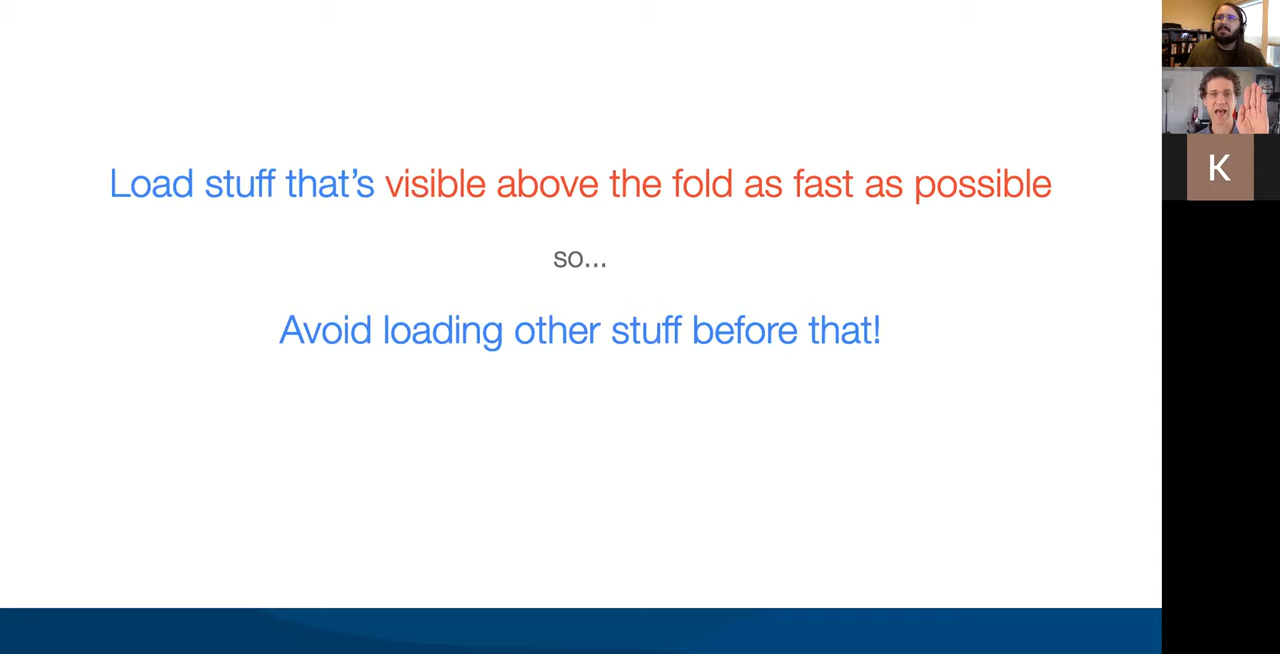 Load stuff that’s visible above the fold as fast as possible
so...
Avoid loading other stuff before that!
K